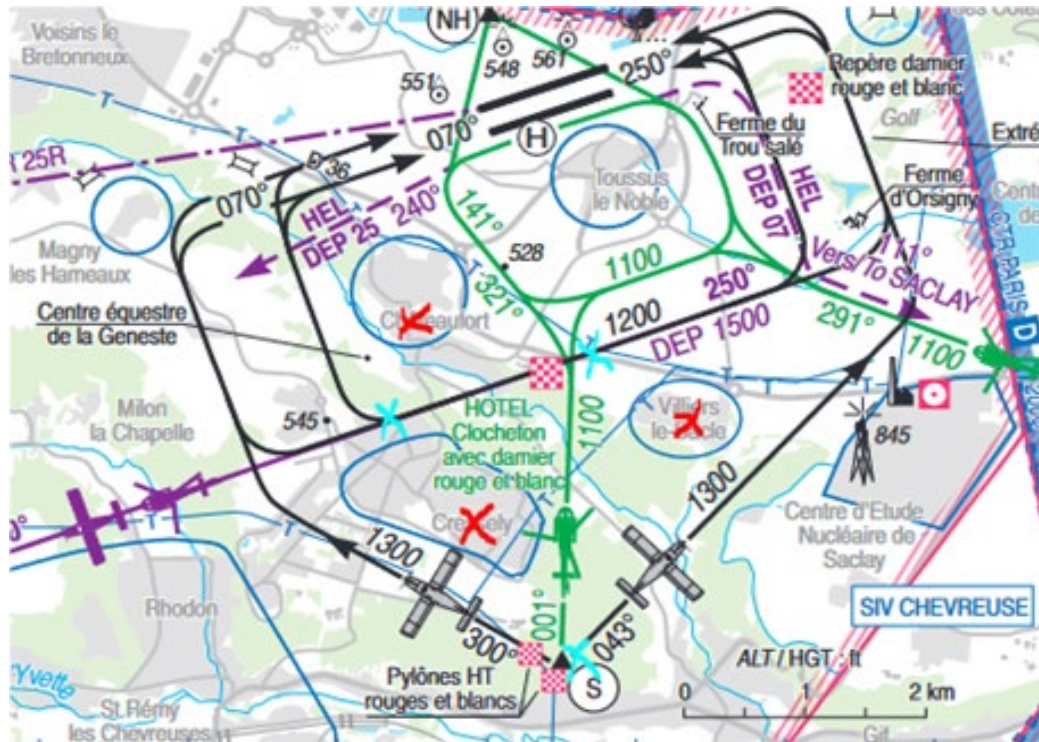 Voisins le
Bretonneux
NH
551
548
561
250°
070°
H
Repère damier
rouge et blanc
Golf
Ferme du
Trou salé
Extré
25R
070°
HEL
DEP 25
240°
141°
Toussus
le Noble
HEL
DEP 07
Ferme
d'Orsigny
CTR PARIS
Magny
les Hameaux
528
321°
1100
111°
Vers/To SACLAY
Centre équestre
de la Geneste
250°
1200
DEP 1500
291°
1100
D
Milon
la Chapelle
545
HOTEL
Clocheton
avec damier
rouge et blanc
1100
Villiers
le-Bâcle
845
1300
Centre d'Etude
Nucléaire de
Saclay
1300
Rhodon
SIV CHEVREUSE
001°
300°
043°
ALT / HGT : ft
Pylônes HT
rouges et blancs
S
0 1 2 km
Yvette
St Rémy
les Chevreuses
Gif